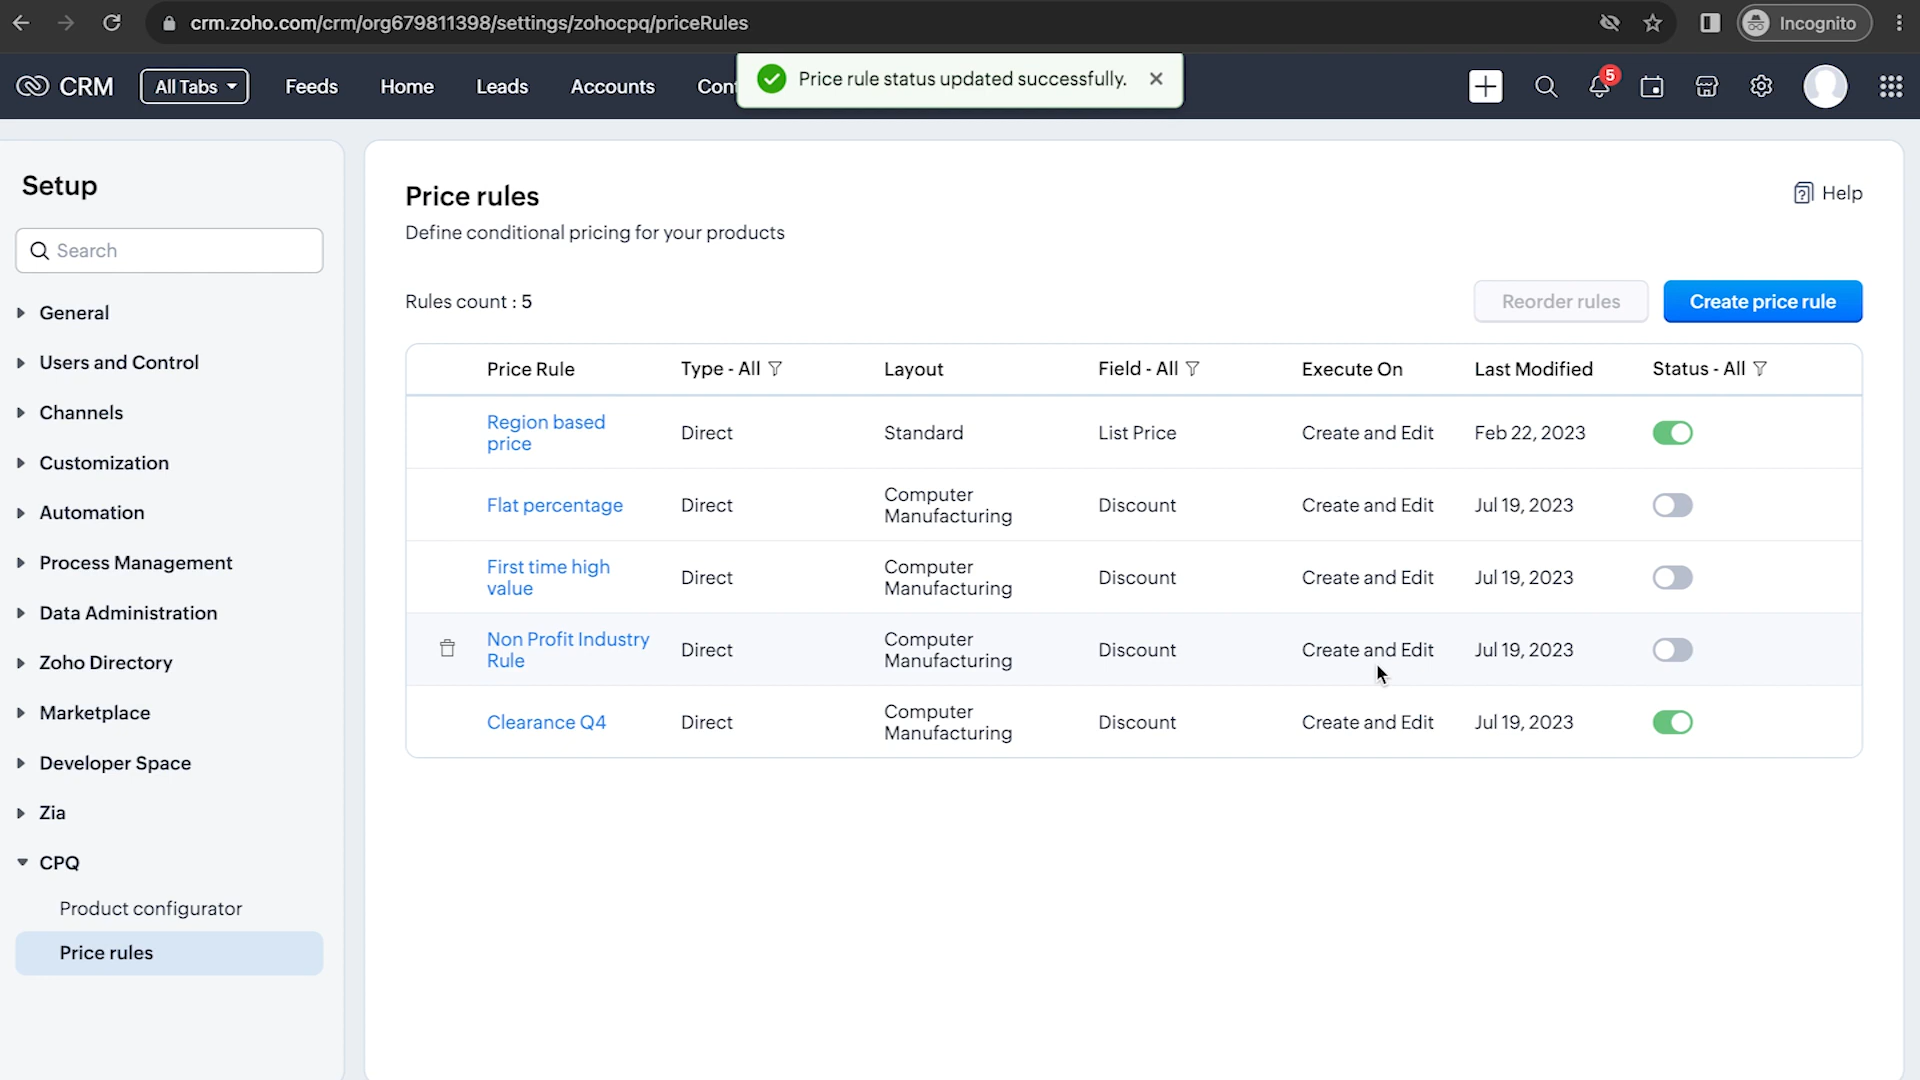 crm.zoho.com/crm/org679811398/settings/zohocpq/priceRules
Incognito
CRM
All Tabs
Feeds
Home
Leads
Accounts
Cont
Price rule status updated successfully.
5
Setup
Search
General
Users and Control
Channels
Customization
Automation
Process Management
Data Administration
Zoho Directory
Marketplace
Developer Space
Zia
CPQ
Product configurator
Price rules
Price rules
Help
Define conditional pricing for your products
Rules count : 5
Reorder rules
Create price rule
Price Rule Type - All Layout Field - All Execute On Last Modified Status - All
Region based
price
Direct Standard List Price Create and Edit Feb 22, 2023
Flat percentage Direct
Computer
Manufacturing
Discount Create and Edit Jul 19, 2023
First time high
value
Direct
Computer
Manufacturing
Discount Create and Edit Jul 19, 2023
Non Profit Industry
Rule
Direct
Computer
Manufacturing
Discount Create and Edit Jul 19, 2023
Clearance Q4 Direct
Computer
Manufacturing
Discount Create and Edit Jul 19, 2023